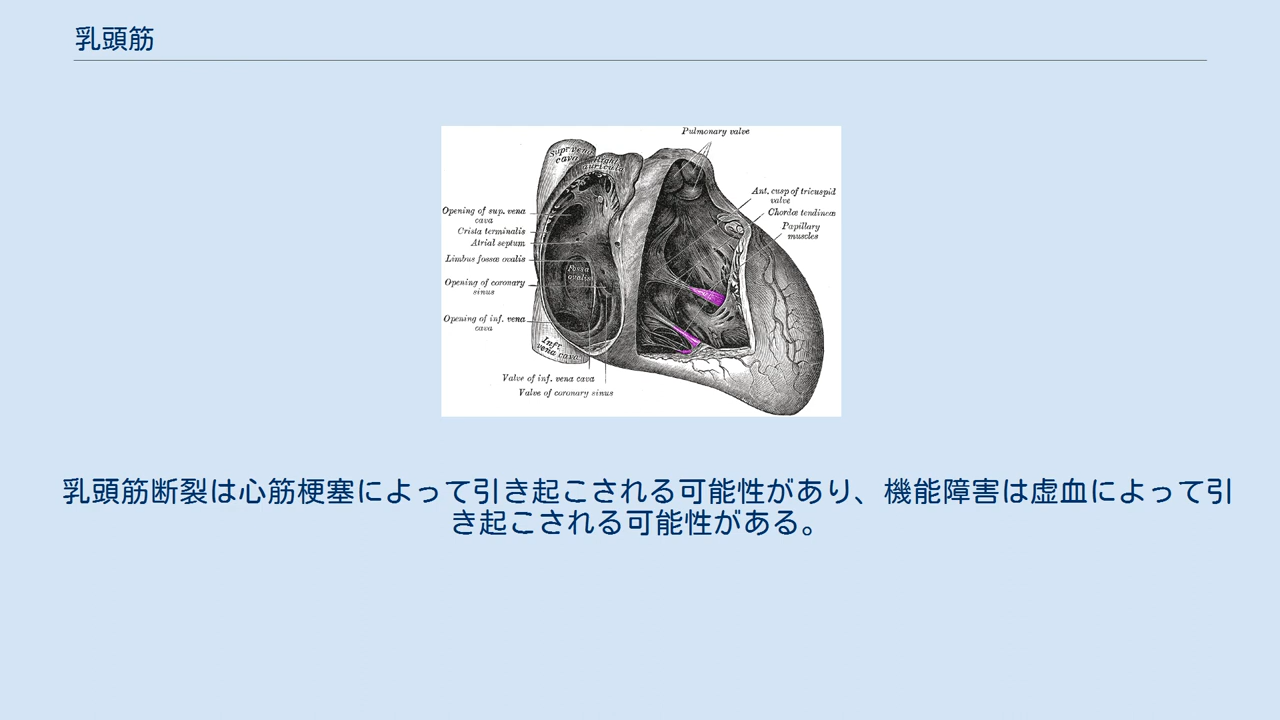 乳頭筋
Pulmonary valve
Supr vena
cava
Right
auricula
Ant. cusp of tricuspid
valve
Chordæ tendineæ
Papillary
muscles
Opening of sup. vena
cava
Crista terminalis
Atrial septum
Limbus fossæ ovalis
Fossa
ovalis
Opening of coronary
sinus
Opening of inf. vena
cava
Infr
vena cava
Valve of inf. vena cava
Valve of coronary sinus
乳頭筋断裂は心筋梗塞によって引き起こされる可能性があり、機能障害は虚血によって引
き起こされる可能性がある。